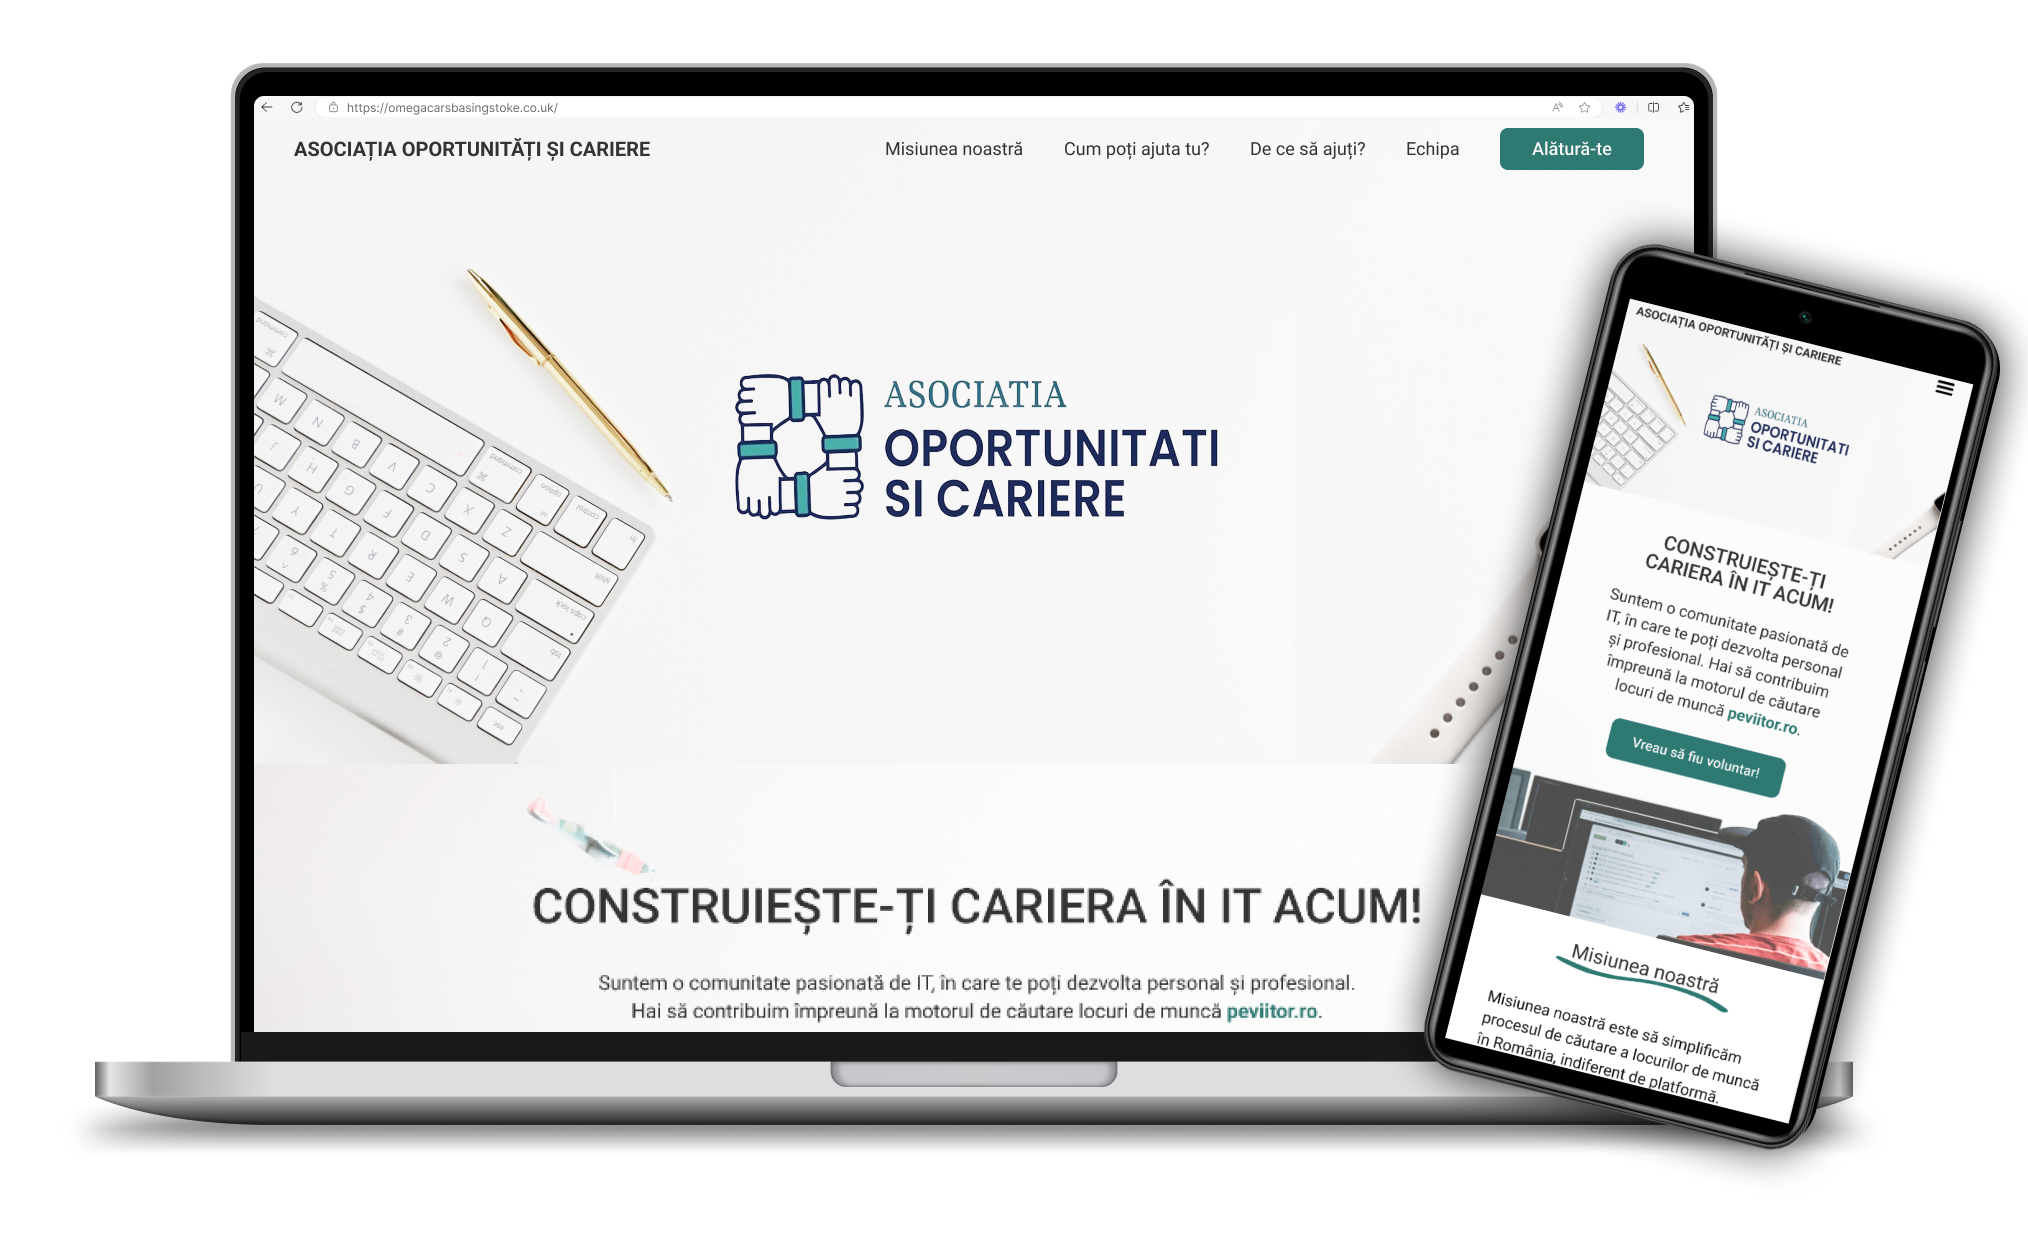 https://omegacarsbasingstoke.co.uk/
ASOCIAȚIA OPORTUNITĂȚI ȘI CARIERE
Misiunea noastră
Cum poți ajuta tu?
De ce să ajuți?
Echipa
Alătură-te
ASOCIATIA
OPORTUNITATI
SI CARIERE
CONSTRUIEȘTE-ȚI CARIERA ÎN IT ACUM!
Suntem o comunitate pasionată de IT, în care te poți dezvolta personal și profesional.
Hai să contribuim împreună la motorul de căutare locuri de muncă peviitor.ro.
ASOCIAȚIA OPORTUNITĂȚI ȘI CARIERE
ASOCIATIA
OPORTUNITATI
SI CARIERE
CONSTRUIEȘTE-ȚI
CARIERA ÎN IT ACUM!
Suntem o comunitate pasionată de
IT, în care te poți dezvolta personal
și profesional. Hai să contribuim
împreună la motorul de căutare
locuri de muncă peviitor.ro.
Vreau să fiu voluntar!
Misiunea noastră
Misiunea noastră este să simplificăm
procesul de căutare a locurilor de muncă
în România, indiferent de platformă.